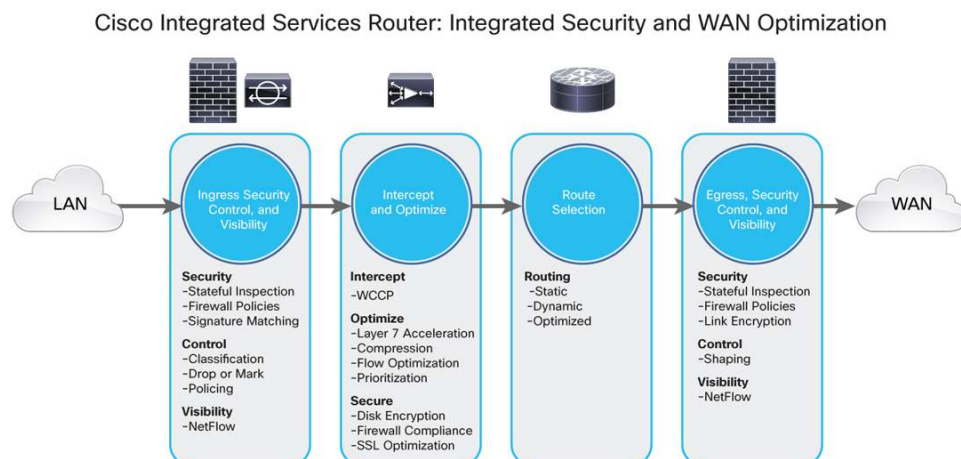 Cisco Integrated Services Router: Integrated Security and WAN Optimization
LAN
Ingress Security
Control, and
Visibility
Security
-Stateful Inspection
-Firewall Policies
-Signature Matching
Control
-Classification
-Drop or Mark
-Policing
Visibility
-NetFlow
Intercept
and Optimize
Intercept
-WCCP
Optimize
-Layer 7 Acceleration
-Compression
-Flow Optimization
-Prioritization
Secure
-Disk Encryption
-Firewall Compliance
-SSL Optimization
Route
Selection
Routing
-Static
-Dynamic
-Optimized
Egress, Security
Control, and
Visibility
Security
-Stateful Inspection
-Firewall Policies
-Link Encryption
Control
-Shaping
Visibility
-NetFlow
WAN